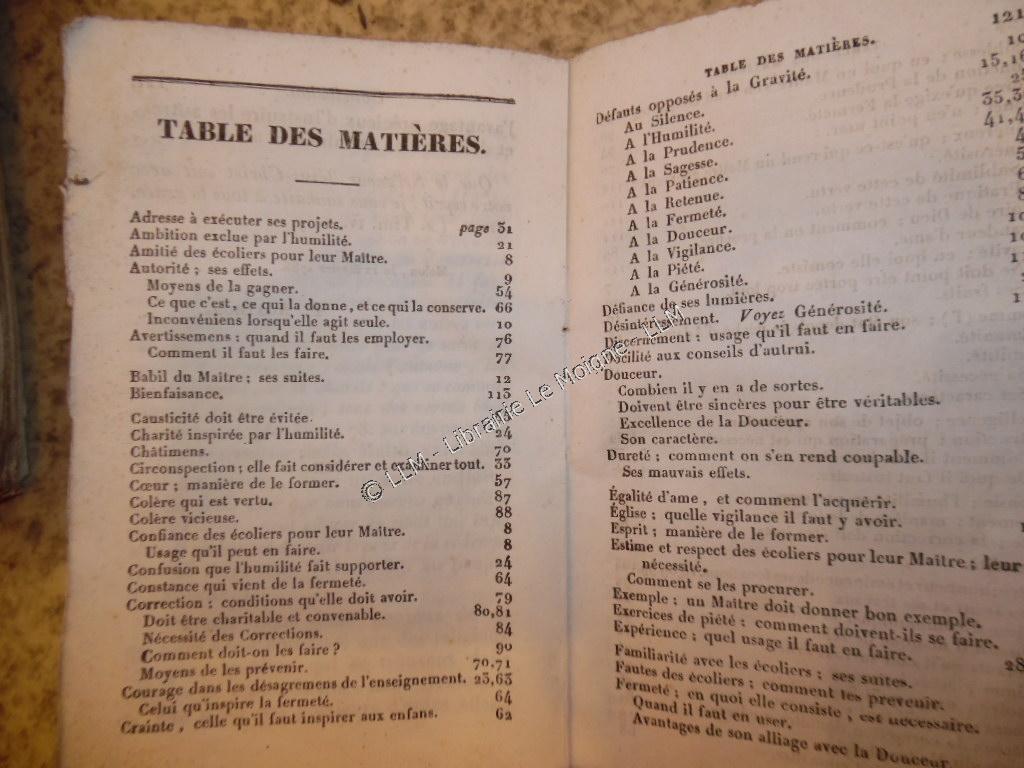 TABLE DES MATIÈRES.
Adresse à exécuter ses projets. page 31
Ambition exclue par l'humilité. 21
Amitié des écoliers pour leur Maître. 8
Autorité ; ses effets. 9
Moyens de la gagner. 54
Ce que c'est, ce qui la donne, et ce qui la conserve. 66
Inconvéniens lorsqu'elle agit seule. 10
Avertissemens : quand il faut les employer. 76
Comment il faut les faire. 77
Babil du Maître ; ses suites. 12
Bienfaisance. 113
Causticité doit être évitée.
Charité inspirée par l'humilité. 24
Châtimens. 70
Circonspection ; elle fait considérer et examiner tout. 33
Cœur ; manière de le former. 57
Colère qui est vertu. 87
Colère vicieuse. 88
Confiance des écoliers pour leur Maître. 8
Usage qu'il peut en faire. 8
Confusion que l'humilité fait supporter. 24
Constance qui vient de la fermeté. 64
Correction ; conditions qu'elle doit avoir. 79
Doit être charitable et convenable. 80,81
Nécessité des Corrections. 84
Comment doit-on les faire ? 90
Moyens de les prévenir. 70,71
Courage dans les désagremens de l'enseignement. 23,63
Celui qu'inspire la fermeté. 64
Crainte, celle qu'il faut inspirer aux enfans. 62
TABLE DES MATIÈRES. 121
Défauts opposés à la Gravité.
Au Silence. 15,16
A l'Humilité.
A la Prudence. 35,3
A la Sagesse. 41,4
A la Patience.
A la Retenue.
A la Fermeté.
A la Douceur.
A la Vigilance.
A la Piété.
A la Générosité.
Défiance de ses lumières.
Désintéressement. Voyez Générosité.
Discernement : usage qu'il faut en faire.
Docilité aux conseils d'autrui.
Douceur.
Combien il y en a de sortes.
Doivent être sincères pour être véritables.
Excellence de la Douceur.
Son caractère.
Dureté ; comment on s'en rend coupable.
Ses mauvais effets.
Égalité d'ame, et comment l'acquérir.
Église ; quelle vigilance il faut y avoir.
Esprit ; manière de le former.
Estime et respect des écoliers pour leur Maître ; leur
nécessité.
Comment se les procurer.
Exemple ; un Maître doit donner bon exemple.
Exercices de piété : comment doivent-ils se faire.
Expérience ; quel usage il faut en faire. 28
Familiarité avec les écoliers ; ses suites.
Fautes des écoliers ; comment les prevenir.
Fermeté ; en quoi elle consiste, est nécessaire.
Quand il faut en user.
Avantages de son alliage avec la Douceur
© LLM -- Librairie Le Moigne - LLM